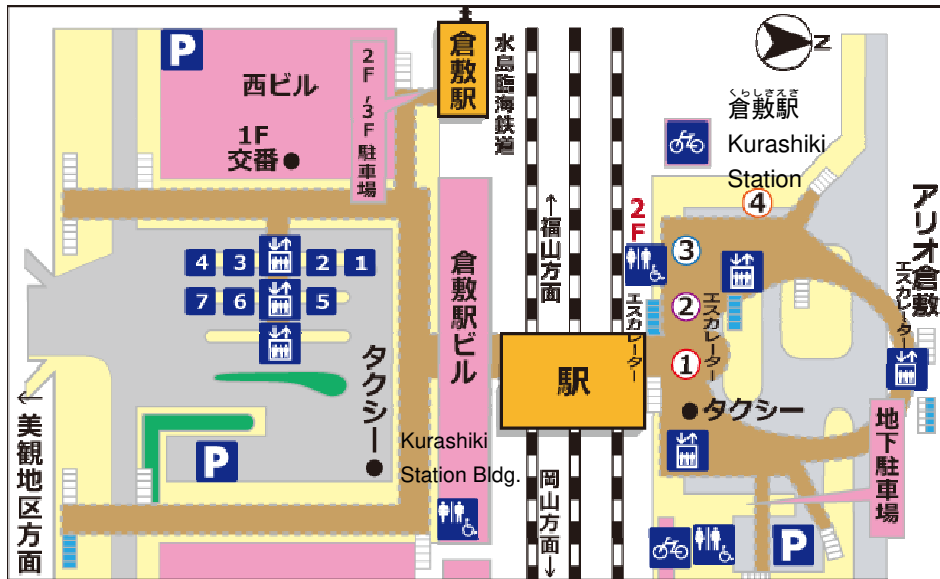 P
西ビル
1F
交番
2F,3F駐車場
倉敷駅
水島臨海鉄道
N
くらしきえき
倉敷駅
Kurashiki
Station
←福山方面
2F
4
3
2
1
エスカレーター
エスカレーター
アリオ倉敷
エスカレーター
4
3
2
1
7
6
5
倉敷駅ビル
駅
タクシー
タクシー
Kurashiki
Station Bldg.
P
←美観地区方面
岡山方面→
地下駐車場
P